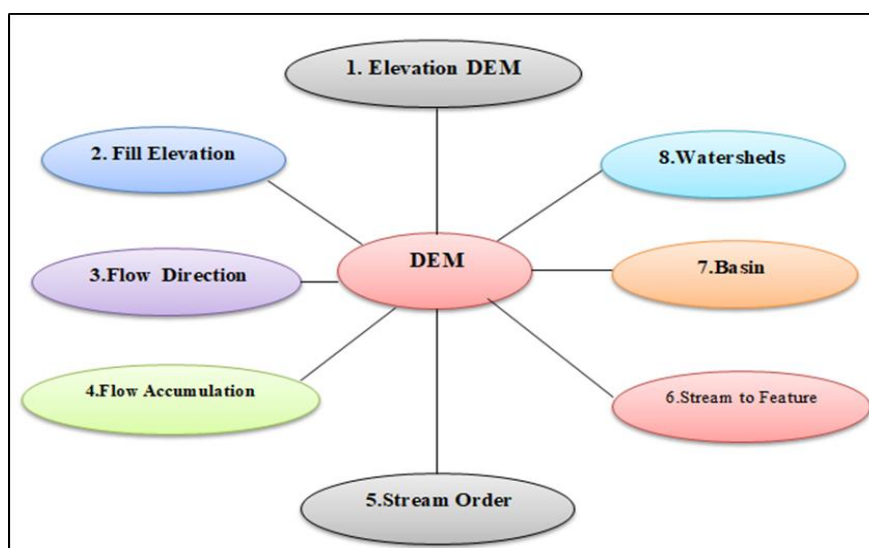 1. Elevation DEM
2. Fill Elevation
8.Watersheds
DEM
3.Flow Direction
7.Basin
4.Flow Accumulation
6.Stream to Feature
5.Stream Order